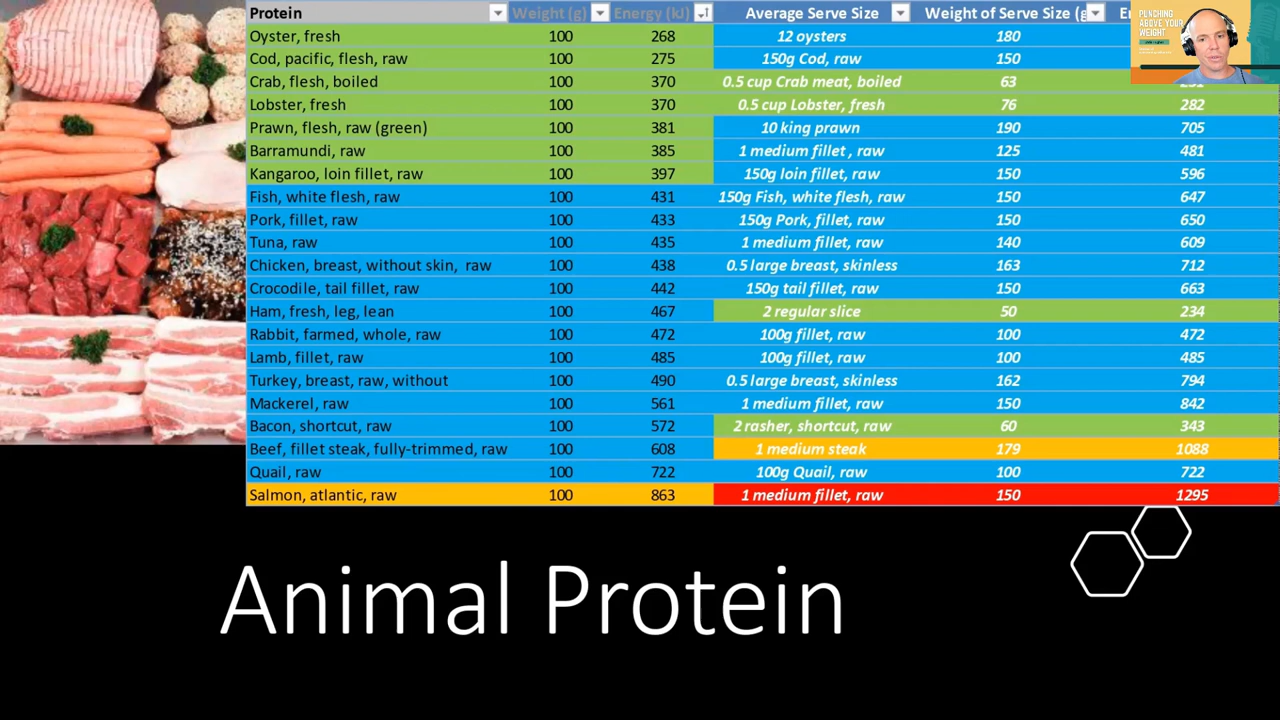 Protein Weight (g) Energy (kJ) Average Serve Size Weight of Serve Size (g
Oyster, fresh 100 268 12 oysters 180
Cod, pacific, flesh, raw 100 275 150g Cod, raw 150
Crab, flesh, boiled 100 370 0.5 cup Crab meat, boiled 63
Lobster, fresh 100 370 0.5 cup Lobster, fresh 76 282
Prawn, flesh, raw (green) 100 381 10 king prawn 190 705
Barramundi, raw 100 385 1 medium fillet , raw 125 481
Kangaroo, loin fillet, raw 100 397 150g loin fillet, raw 150 596
Fish, white flesh, raw 100 431 150g Fish, white flesh, raw 150 647
Pork, fillet, raw 100 433 150g Pork, fillet, raw 150 650
Tuna, raw 100 435 1 medium fillet, raw 140 609
Chicken, breast, without skin, raw 100 438 0.5 large breast, skinless 163 712
Crocodile, tail fillet, raw 100 442 150g tail fillet, raw 150 663
Ham, fresh, leg, lean 100 467 2 regular slice 50 234
Rabbit, farmed, whole, raw 100 472 100g fillet, raw 100 472
Lamb, fillet, raw 100 485 100g fillet, raw 100 485
Turkey, breast, raw, without 100 490 0.5 large breast, skinless 162 794
Mackerel, raw 100 561 1 medium fillet, raw 150 842
Bacon, shortcut, raw 100 572 2 rasher, shortcut, raw 60 343
Beef, fillet steak, fully-trimmed, raw 100 608 1 medium steak 179 1088
Quail, raw 100 722 100g Quail, raw 100 722
Salmon, atlantic, raw 100 863 1 medium fillet, raw 150 1295
PUNCHING
ABOVE YOUR
WEIGHT
Animal Protein